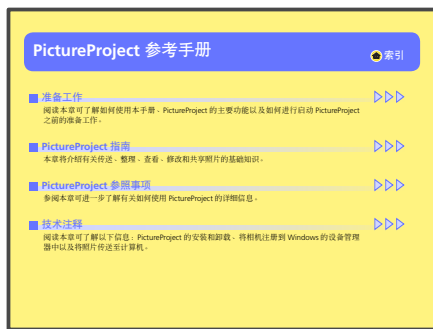 PictureProject 参考手册
索引
准备工作
阅读本章可了解如何使用本手册、PictureProject 的主要功能以及如何进行启动 PictureProject
之前的准备工作。
PictureProject 指南
本章将介绍有关传送、整理、查看、修改和共享照片的基础知识。
PictureProject 参照事项
参阅本章可进一步了解有关如何使用 PictureProject 的详细信息。
技术注释
阅读本章可了解以下信息：PictureProject 的安装和卸载、将相机注册到 Windows 的设备管理
器中以及将照片传送至计算机。